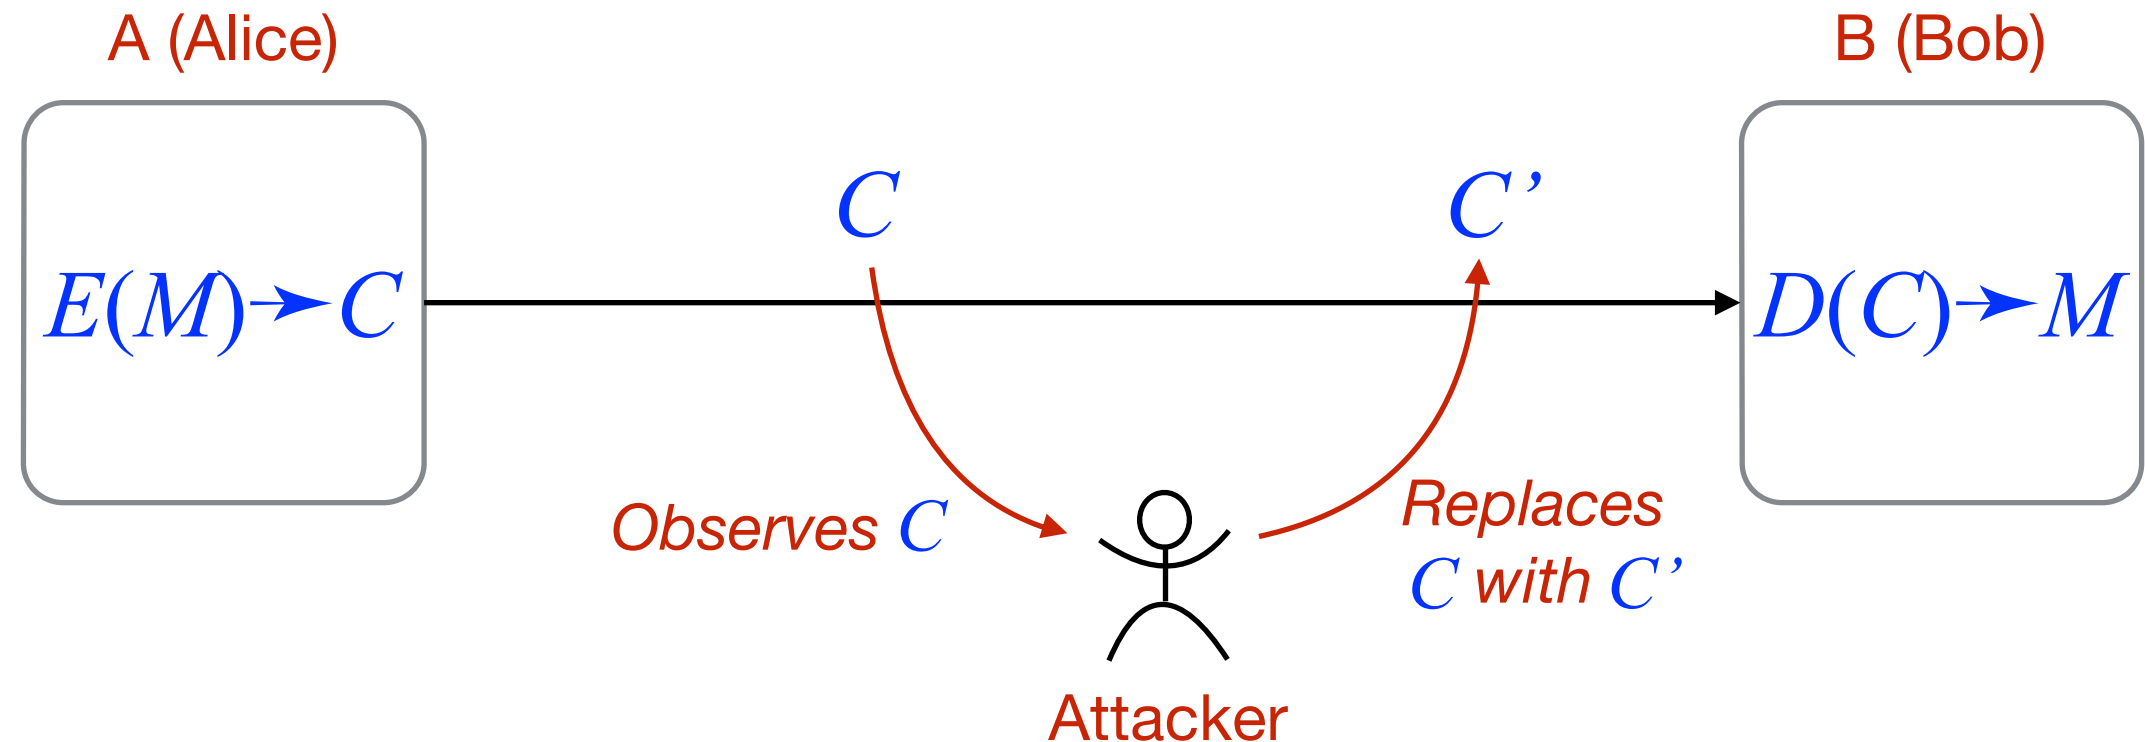 A (Alice)
B (Bob)
C
C’
E(M)→C
D(C)→M
Observes C
Replaces
C with C’
Attacker